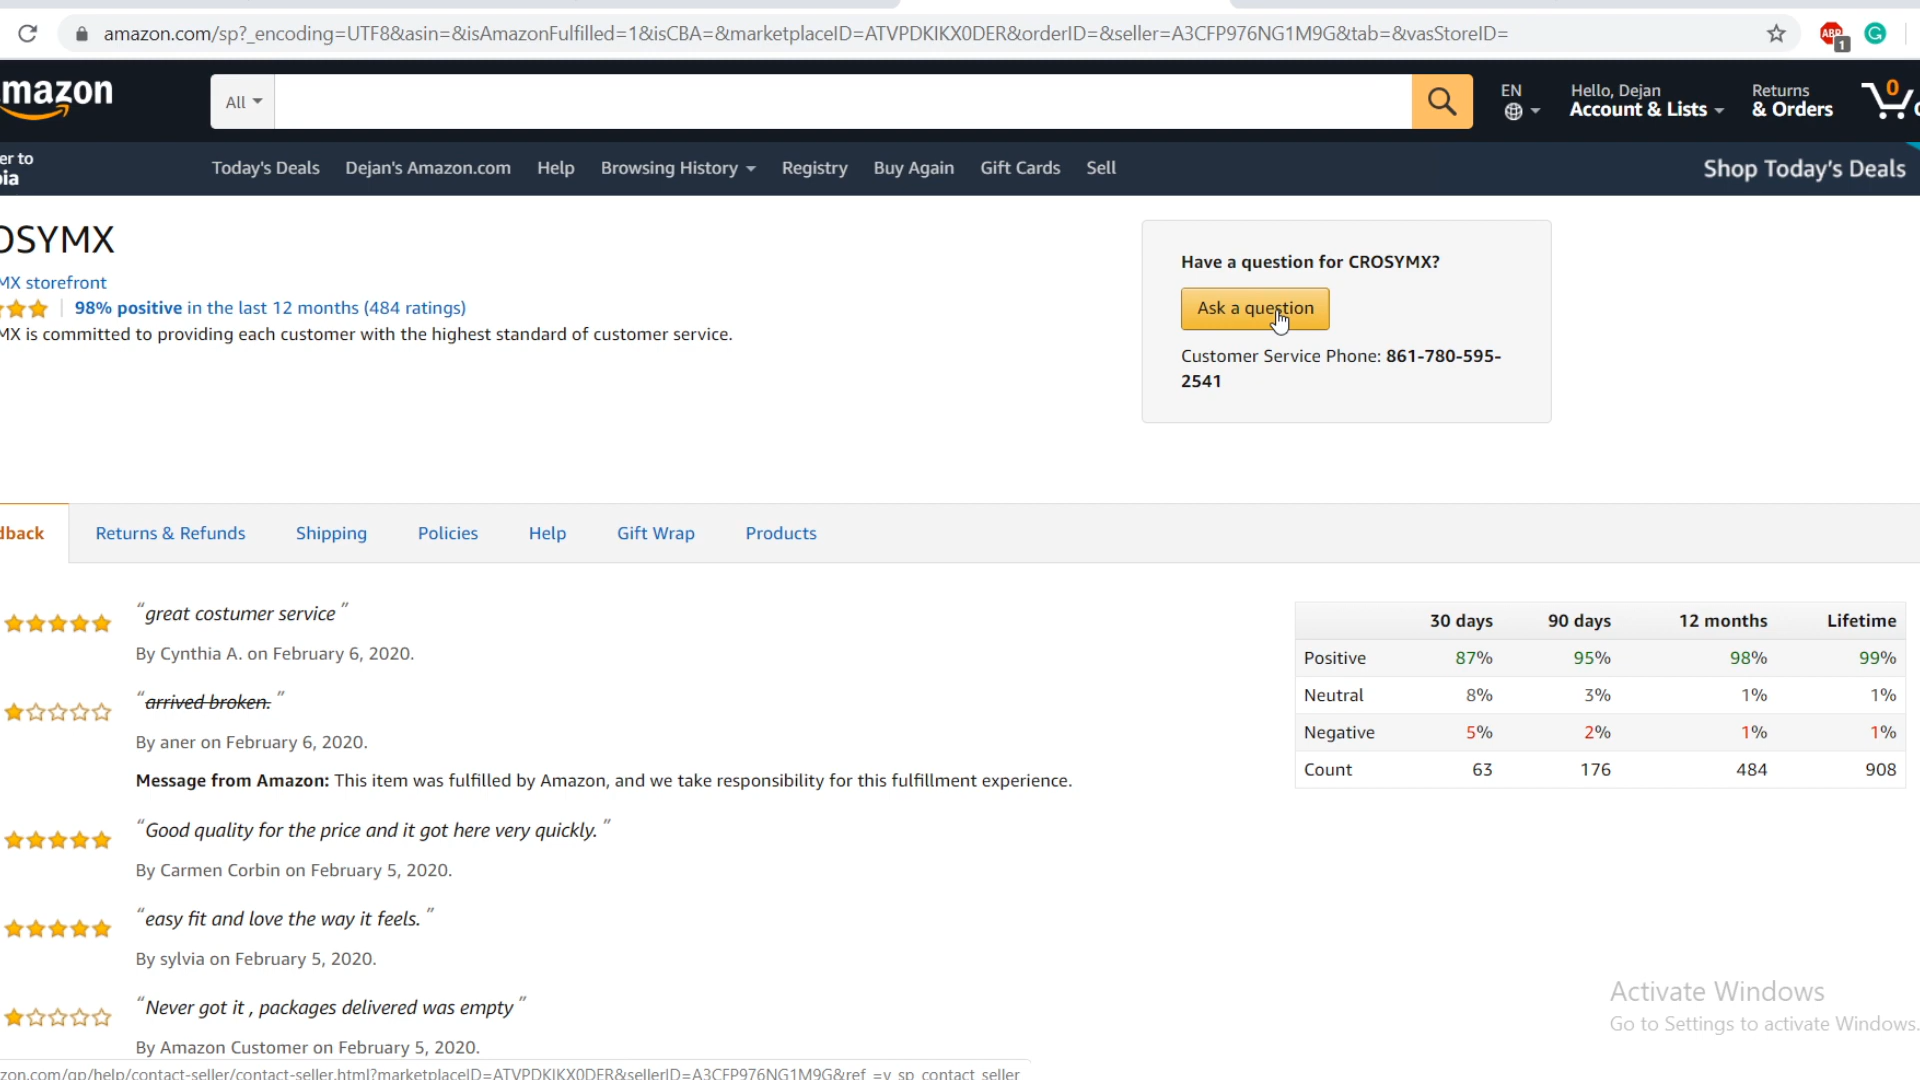 amazon.com/sp?_encoding=UTF8&asin=&isAmazonFulfilled=1&isCBA=&marketplaceID=ATVPDKIKX0DER&orderID=&seller=A3CFP976NG1M9G&tab=&vasStoreID=
ABP
1
G
mazon
All
EN
Hello, Dejan
Account & Lists
Returns
& Orders
0
er to
ia
Today's Deals
Dejan's Amazon.com
Help
Browsing History
Registry
Buy Again
Gift Cards
Sell
Shop Today's Deals
OSYMX
MX storefront
98% positive in the last 12 months (484 ratings)
MX is committed to providing each customer with the highest standard of customer service.
Have a question for CROSYMX?
Ask a question
Customer Service Phone: 861-780-595-
2541
dback
Returns & Refunds
Shipping
Policies
Help
Gift Wrap
Products
"great costumer service"
By Cynthia A. on February 6, 2020.
"arrived broken."
By aner on February 6, 2020.
Message from Amazon: This item was fulfilled by Amazon, and we take responsibility for this fulfillment experience.
"Good quality for the price and it got here very quickly."
By Carmen Corbin on February 5, 2020.
"easy fit and love the way it feels."
By sylvia on February 5, 2020.
"Never got it , packages delivered was empty"
By Amazon Customer on February 5, 2020.
30 days 90 days 12 months Lifetime
Positive 87% 95% 98% 99%
Neutral 8% 3% 1% 1%
Negative 5% 2% 1% 1%
Count 63 176 484 908
Activate Windows
Go to Settings to activate Windows.
zon.com/gp/help/contact-seller/contact-seller.html?marketplaceID=ATVPDKIKX0DER&sellerID=A3CFP976NG1M9G&ref_=v_sp_contact_seller